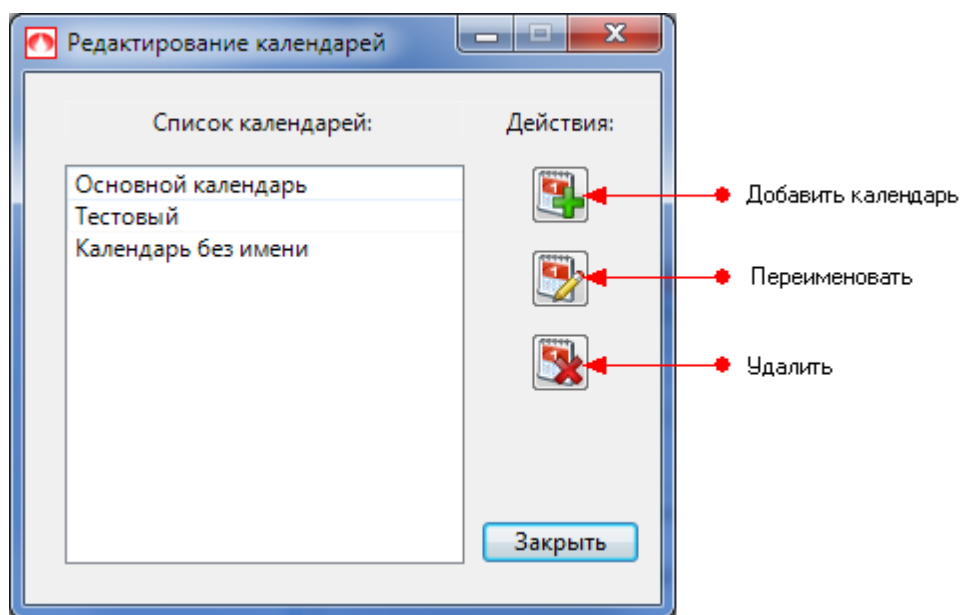 Редактирование календарей
Список календарей:
Действия:
Основной календарь
Тестовый
Календарь без имени
Добавить календарь
Переименовать
Удалить
Закрыть